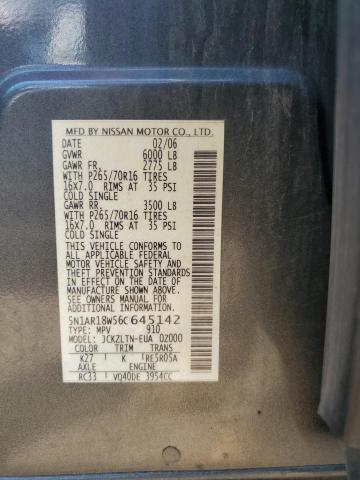 MFD BY NISSAN MOTOR CO., LTD.
DATE 02/06
GVWR 6000 LB
GAWR FR. 2775 LB
WITH P265/70R16 TIRES
16X7.0 RIMS AT 35 PSI
COLD SINGLE
GAWR RR. 3500 LB
WITH P265/70R16 TIRES
16X7.0 RIMS AT 35 PSI
COLD SINGLE
THIS VEHICLE CONFORMS TO
ALL APPLICABLE FEDERAL MOTOR
VEHICLE SAFETY AND
THEFT PREVENTION STANDARDS
IN EFFECT ON THE DATE OF
MANUFACTURE SHOWN ABOVE.
SEE OWNERS MANUAL FOR
ADDITIONAL INFORMATION.
5N1AR18W56C645142
TYPE: MPV 910
MODEL: JCKZLTN-EUA 02000
COLOR TRIM TRANS
K27 K RE5R05A
AXLE ENGINE
RC33 VQ40DE 3954CC